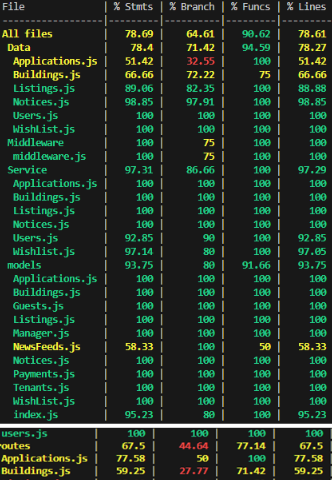 File | % Stmts | % Branch | % Funcs | % Lines
All files | 78.69 | 64.61 | 90.62 | 78.61
Data | 78.4 | 71.42 | 94.59 | 78.27
Applications.js | 51.42 | 32.55 | 100 | 51.42
Buildings.js | 66.66 | 72.22 | 75 | 66.66
Listings.js | 89.06 | 82.35 | 100 | 88.88
Notices.js | 98.85 | 97.91 | 100 | 98.85
Users.js | 100 | 100 | 100 | 100
WishList.js | 100 | 100 | 100 | 100
Middleware | 100 | 75 | 100 | 100
middleware.js | 100 | 75 | 100 | 100
Service | 97.31 | 86.66 | 100 | 97.29
Applications.js | 100 | 100 | 100 | 100
Buildings.js | 100 | 100 | 100 | 100
Listings.js | 100 | 100 | 100 | 100
Notices.js | 100 | 100 | 100 | 100
Users.js | 92.85 | 90 | 100 | 92.85
Wishlist.js | 97.14 | 80 | 100 | 97.05
models | 93.75 | 80 | 91.66 | 93.75
Applications.js | 100 | 100 | 100 | 100
Buildings.js | 100 | 100 | 100 | 100
Guests.js | 100 | 100 | 100 | 100
Listings.js | 100 | 100 | 100 | 100
Manager.js | 100 | 100 | 100 | 100
NewsFeeds.js | 58.33 | 100 | 50 | 58.33
Notices.js | 100 | 100 | 100 | 100
Payments.js | 100 | 100 | 100 | 100
Tenants.js | 100 | 100 | 100 | 100
WishList.js | 100 | 100 | 100 | 100
index.js | 95.23 | 80 | 100 | 95.23
users.js | 100 | 100 | 100 | 100
routes | 67.5 | 44.64 | 77.14 | 67.5
Applications.js | 77.58 | 50 | 100 | 77.58
Buildings.js | 59.25 | 27.77 | 71.42 | 59.25